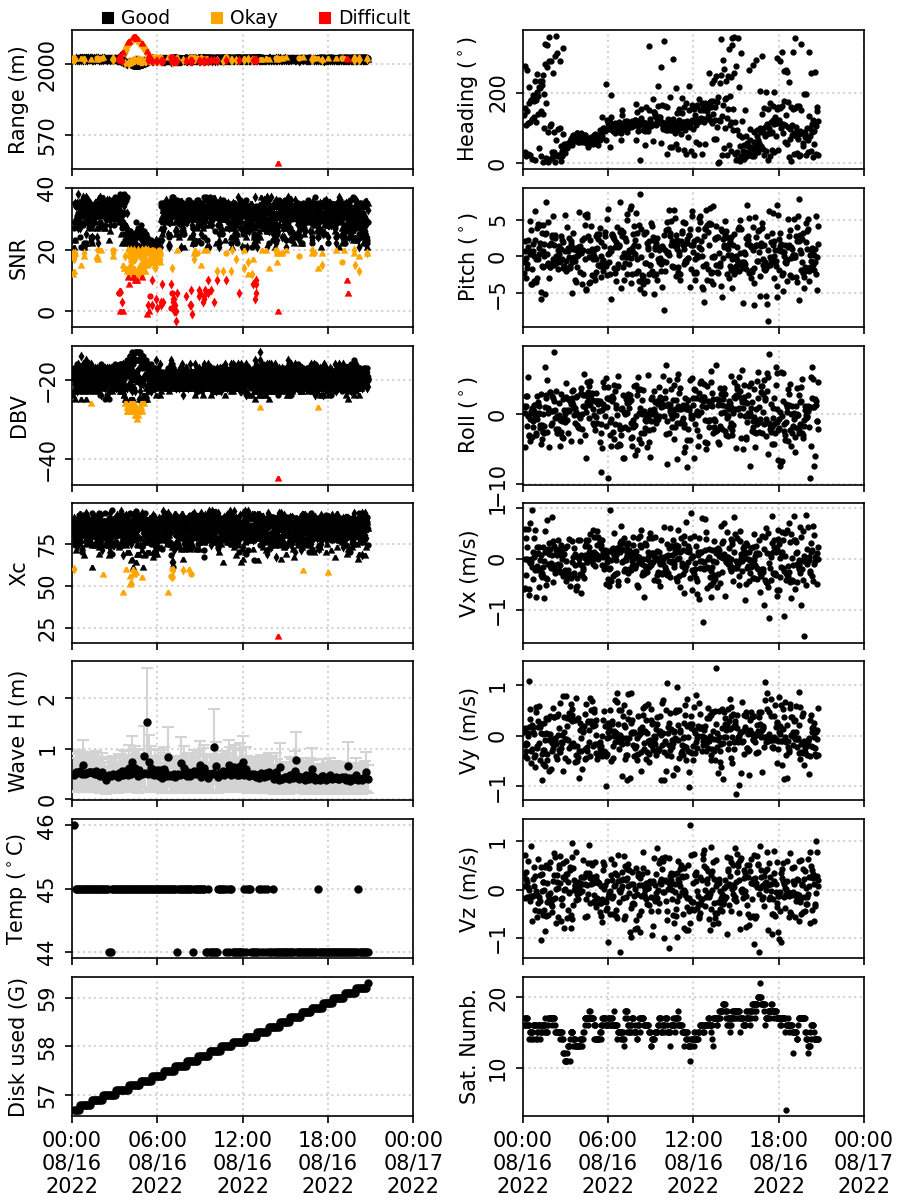 Good Okay Difficult
Range (m)
2000
570
Heading (°)
200
0
SNR
40
20
0
Pitch (°)
5
0
−5
DBV
−20
−40
Roll (°)
0
−10
Xc
75
50
25
Vx (m/s)
1
0
−1
Wave H (m)
2
1
0
Vy (m/s)
1
0
−1
Temp (°C)
46
45
44
Vz (m/s)
1
0
−1
Disk used (G)
59
58
57
Sat. Numb.
20
10
00:00 06:00 12:00 18:00 00:00
08/16 08/16 08/16 08/16 08/17
2022 2022 2022 2022 2022
00:00 06:00 12:00 18:00 00:00
08/16 08/16 08/16 08/16 08/17
2022 2022 2022 2022 2022